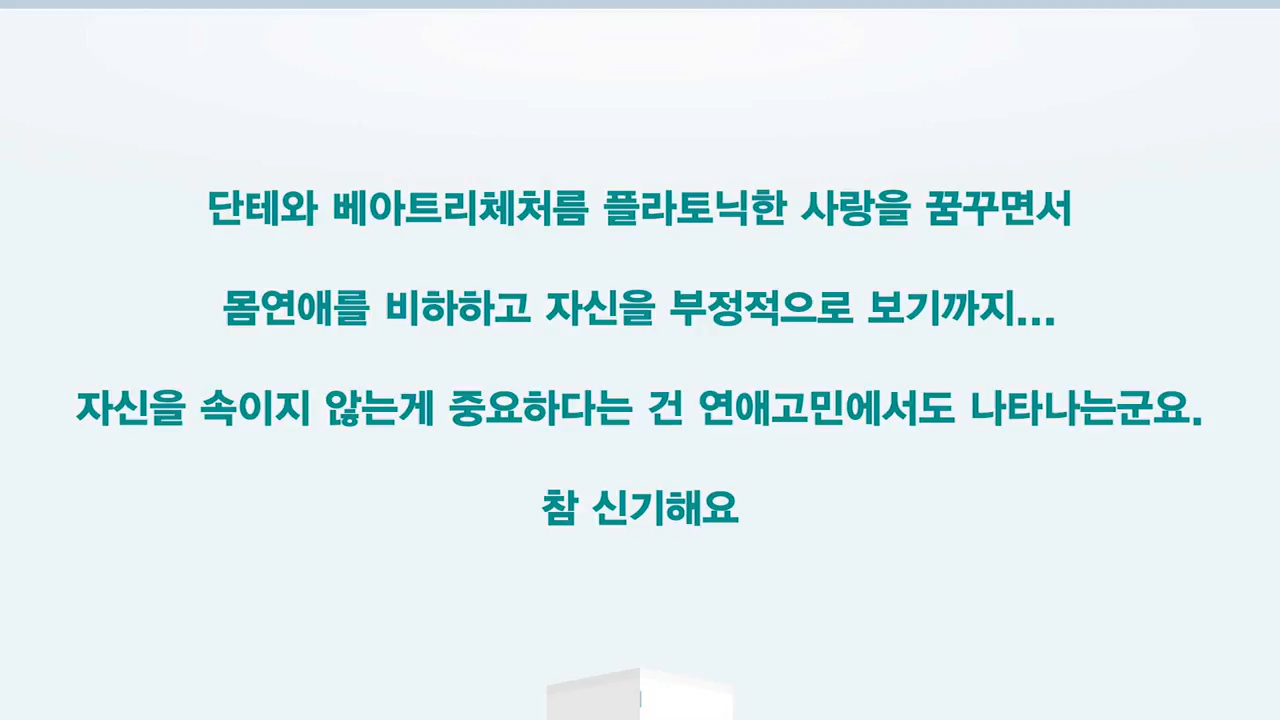 단테와 베아트리체처름 플라토닉한 사랑을 꿈꾸면서
몸연애를 비하하고 자신을 부정적으로 보기까지...
자신을 속이지 않는게 중요하다는 건 연애고민에서도 나타나는군요.
참 신기해요